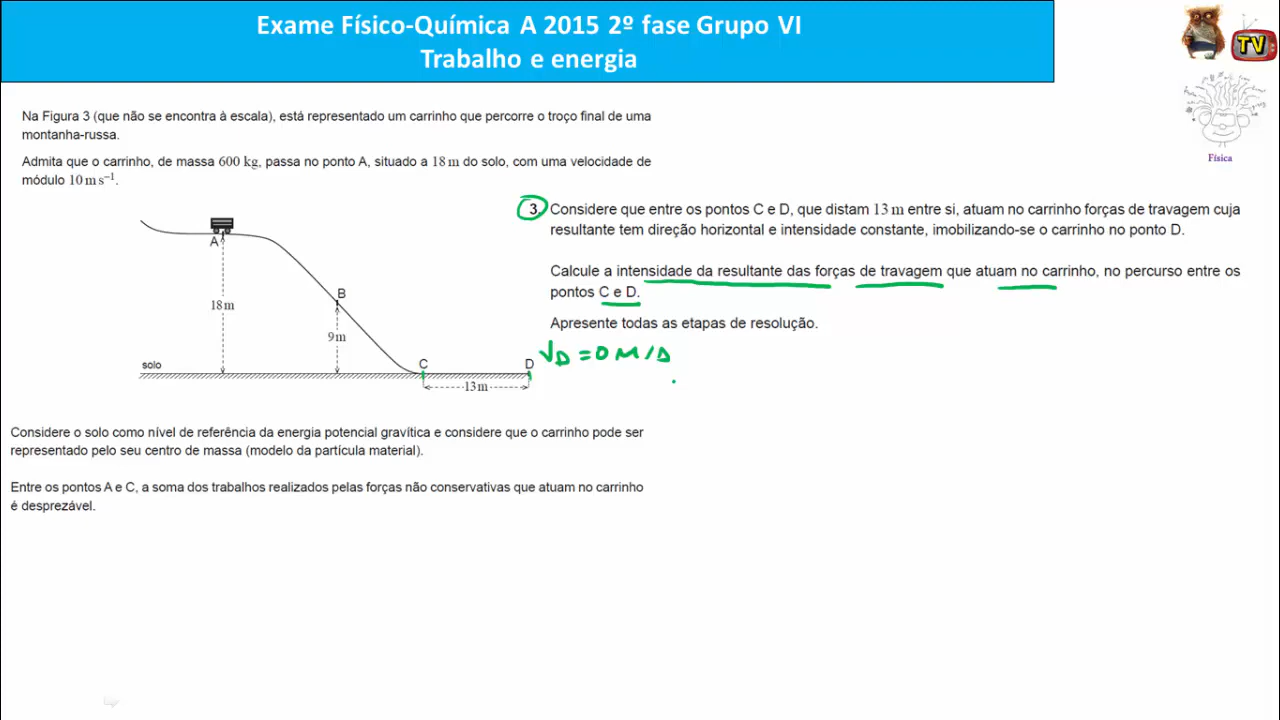 Exame Físico-Química A 2015 2º fase Grupo VI
Trabalho e energia
TV
Física
Na Figura 3 (que não se encontra à escala), está representado um carrinho que percorre o troço final de uma
montanha-russa.
Admita que o carrinho, de massa 600 kg, passa no ponto A, situado a 18 m do solo, com uma velocidade de
módulo 10 m s⁻¹.
A
18 m
B
9 m
solo
C
D
13 m
3. Considere que entre os pontos C e D, que distam 13 m entre si, atuam no carrinho forças de travagem cuja
resultante tem direção horizontal e intensidade constante, imobilizando-se o carrinho no ponto D.
Calcule a intensidade da resultante das forças de travagem que atuam no carrinho, no percurso entre os
pontos C e D.
Apresente todas as etapas de resolução.
VD = 0 m/s
Considere o solo como nível de referência da energia potencial gravítica e considere que o carrinho pode ser
representado pelo seu centro de massa (modelo da partícula material).
Entre os pontos A e C, a soma dos trabalhos realizados pelas forças não conservativas que atuam no carrinho
é desprezável.